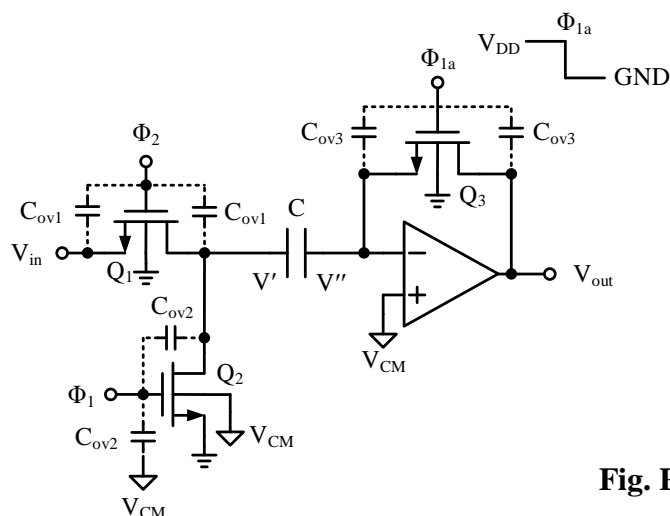 Φ1a
VDD
GND
Φ1a
Cov3
Cov3
Q3
Φ2
Cov1
Cov1
C
Vin
Q1
V'
V''
−
+
Vout
VCM
Cov2
Q2
Φ1
Cov2
VCM
VCM
Fig.